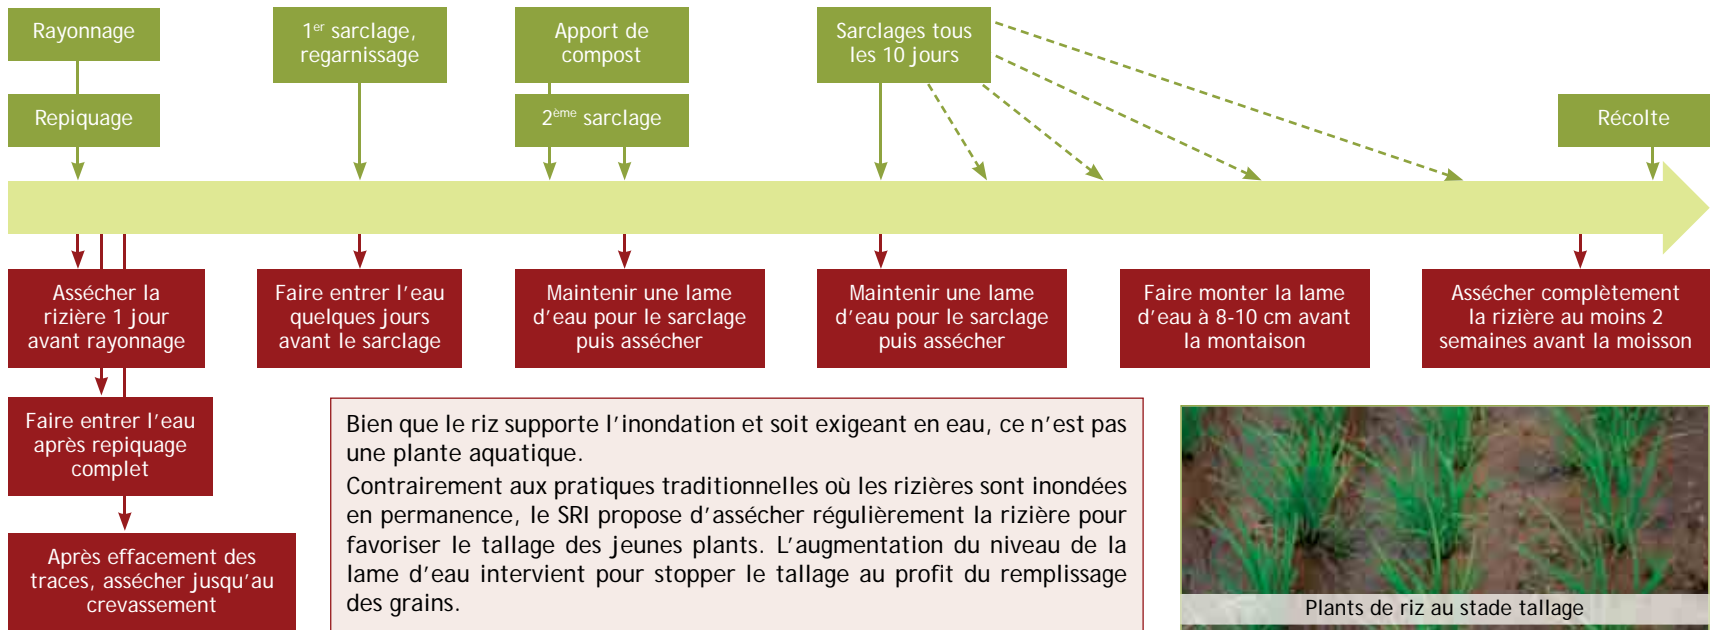 Rayonnage
Repiquage
1er sarclage,
regarnissage
Apport de
compost
2ème sarclage
Sarclages tous
les 10 jours
Récolte
Assécher la
rizière 1 jour
avant rayonnage
Faire entrer l'eau
quelques jours
avant le sarclage
Maintenir une lame
d'eau pour le sarclage
puis assécher
Maintenir une lame
d'eau pour le sarclage
puis assécher
Faire monter la lame
d'eau à 8-10 cm avant
la montaison
Assécher complètement
la rizière au moins 2
semaines avant la moisson
Faire entrer l'eau
après repiquage
complet
Après effacement des
traces, assécher jusqu'au
crevassement
Bien que le riz supporte l'inondation et soit exigeant en eau, ce n'est pas
une plante aquatique.
Contrairement aux pratiques traditionnelles où les rizières sont inondées
en permanence, le SRI propose d'assécher régulièrement la rizière pour
favoriser le tallage des jeunes plants. L'augmentation du niveau de la
lame d'eau intervient pour stopper le tallage au profit du remplissage
des grains.
Plants de riz au stade tallage